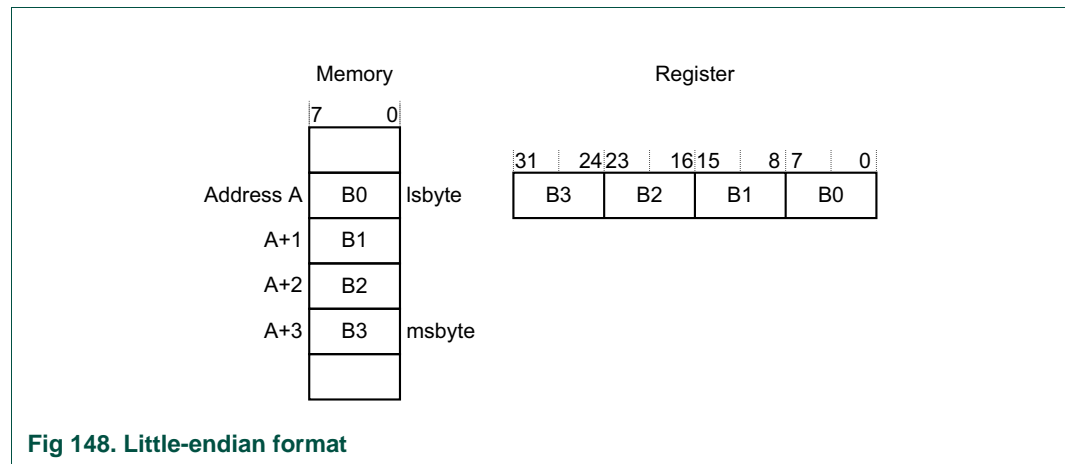 Memory Register
7 0
31 24 23 16 15 8 7 0
Address A B0 lsbyte B3 B2 B1 B0
A+1 B1
A+2 B2
A+3 B3 msbyte
Fig 148. Little-endian format